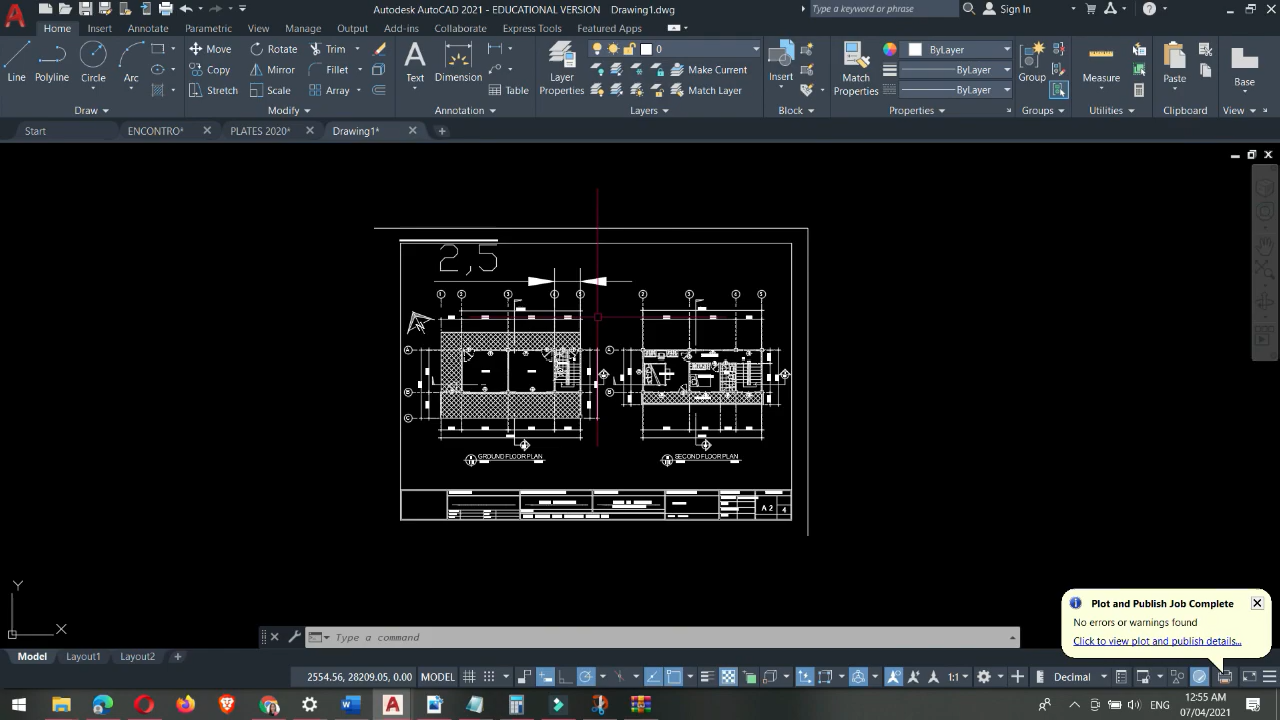 Autodesk AutoCAD 2021 - EDUCATIONAL VERSION Drawing1.dwg
Type a keyword or phrase
Sign In
Home Insert Annotate Parametric View Manage Output Add-ins Collaborate Express Tools Featured Apps
Line
Polyline
Circle
Arc
Move
Copy
Stretch
Rotate
Mirror
Scale
Trim
Fillet
Array
Text
Dimension
Table
Layer
Properties
0
Make Current
Match Layer
Insert
Match
Properties
ByLayer
ByLayer
ByLayer
Group
Measure
Paste
Base
Draw
Modify
Annotation
Layers
Block
Properties
Groups
Utilities
Clipboard
View
Start
ENCONTRO*
PLATES 2020*
Drawing1*
2,5
GROUND FLOOR PLAN
SECOND FLOOR PLAN
A 2
4
Y
X
Type a command
Plot and Publish Job Complete
No errors or warnings found
Click to view plot and publish details...
Model
Layout1
Layout2
2554.56, 28209.05, 0.00
MODEL
1:1
Decimal
ENG
12:55 AM
07/04/2021